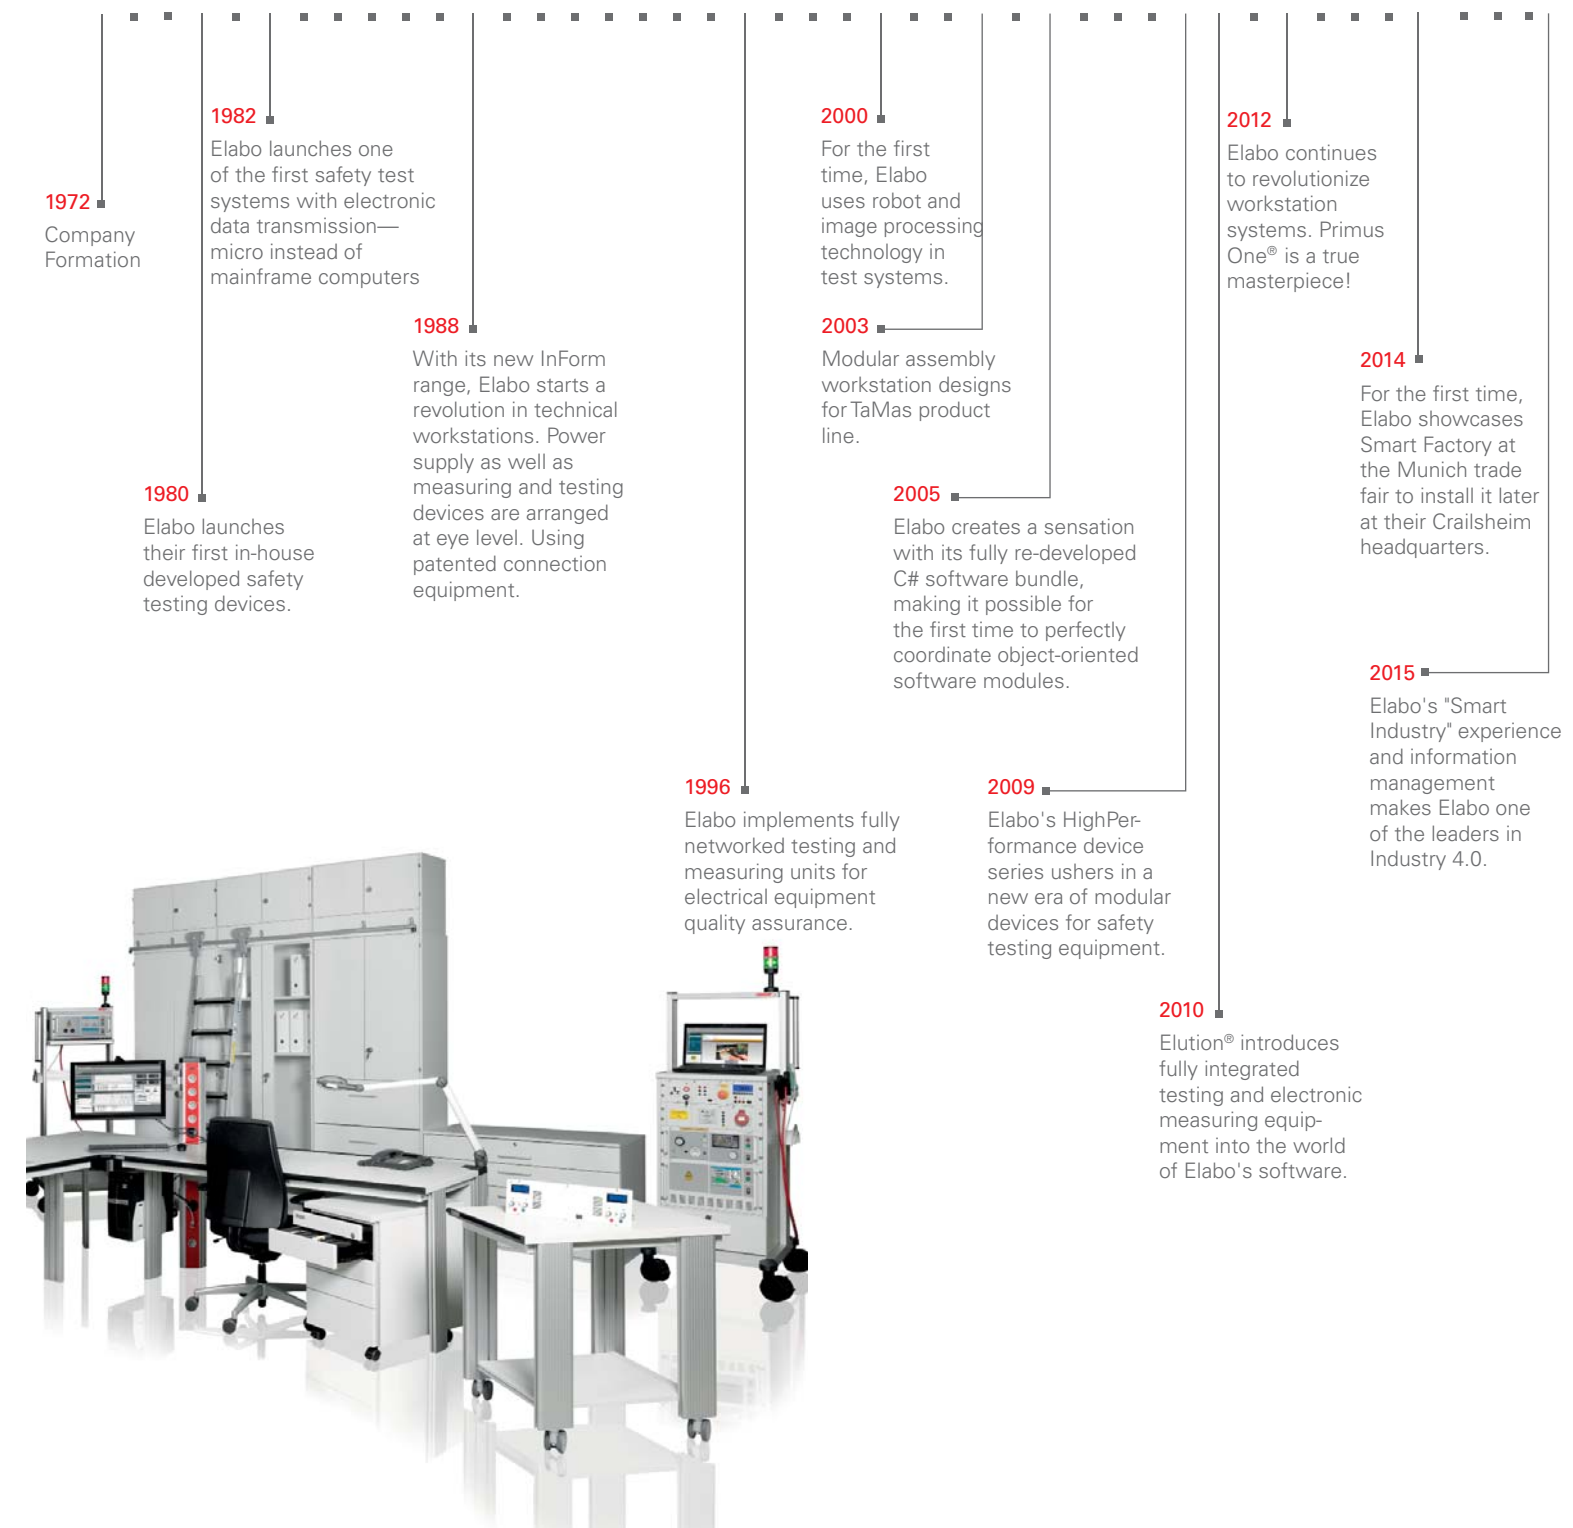 1972
Company
Formation
1980
Elabo launches
their first in-house
developed safety
testing devices.
1982
Elabo launches one
of the first safety test
systems with electronic
data transmission—
micro instead of
mainframe computers
1988
With its new InForm
range, Elabo starts a
revolution in technical
workstations. Power
supply as well as
measuring and testing
devices are arranged
at eye level. Using
patented connection
equipment.
1996
Elabo implements fully
networked testing and
measuring units for
electrical equipment
quality assurance.
2000
For the first
time, Elabo
uses robot and
image processing
technology in
test systems.
2003
Modular assembly
workstation designs
for TaMas product
line.
2005
Elabo creates a sensation
with its fully re-developed
C# software bundle,
making it possible for
the first time to perfectly
coordinate object-oriented
software modules.
2009
Elabo's HighPer-
formance device
series ushers in a
new era of modular
devices for safety
testing equipment.
2010
Elution® introduces
fully integrated
testing and electronic
measuring equip-
ment into the world
of Elabo's software.
2012
Elabo continues
to revolutionize
workstation
systems. Primus
One® is a true
masterpiece!
2014
For the first time,
Elabo showcases
Smart Factory at
the Munich trade
fair to install it later
at their Crailsheim
headquarters.
2015
Elabo's "Smart
Industry" experience
and information
management
makes Elabo one
of the leaders in
Industry 4.0.